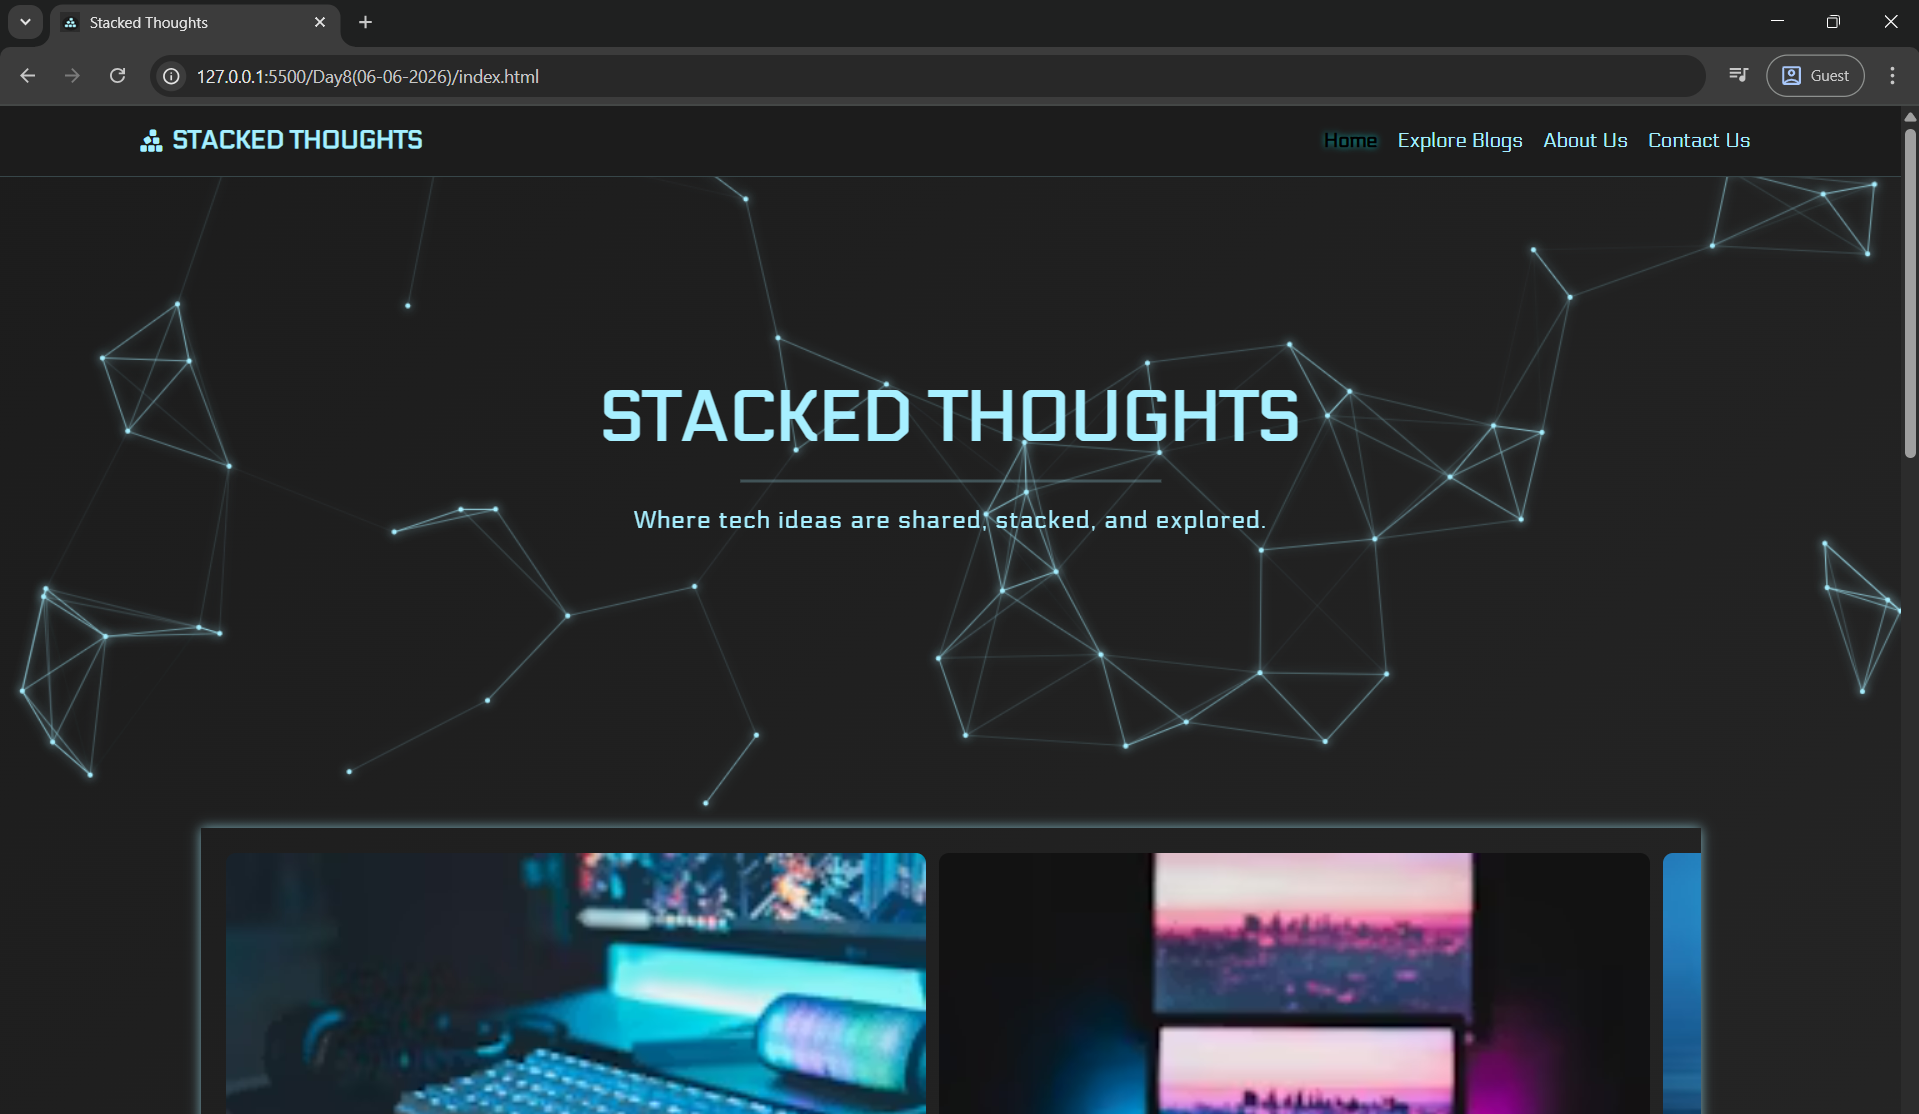 Stacked Thoughts
127.0.0.1:5500/Day8(06-06-2026)/index.html
Guest
STACKED THOUGHTS
Home Explore Blogs About Us Contact Us
STACKED THOUGHTS
Where tech ideas are shared, stacked, and explored.